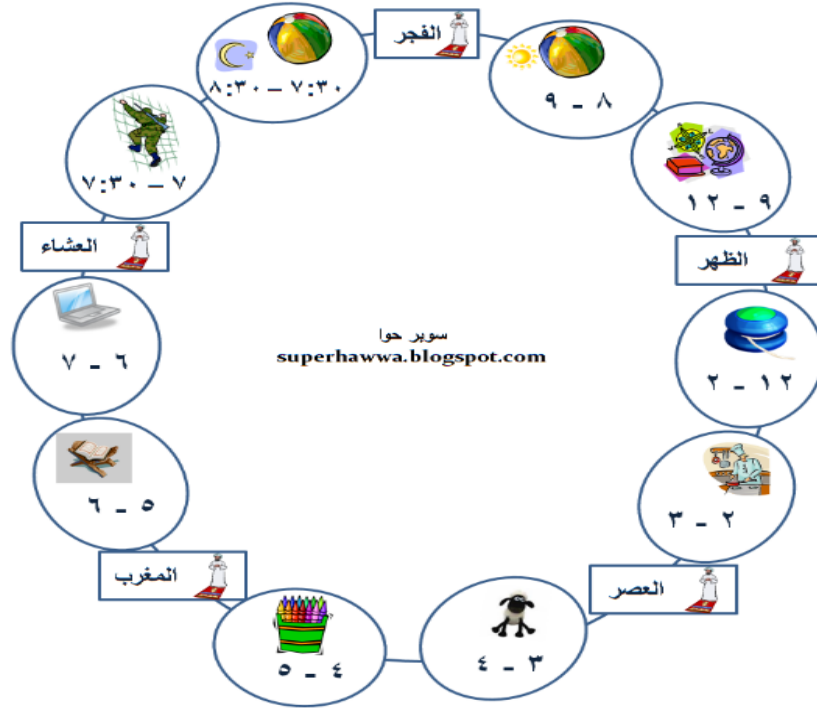 الفجر
٨ - ٩
٩ - ١٢
الظهر
١٢ - ٢
٢ - ٣
العصر
٣ - ٤
٤ - ٥
المغرب
٥ - ٦
٦ - ٧
العشاء
٧ - ٧:٣٠
٧:٣٠ - ٨:٣٠
سوبر حوا
superhawwa.blogspot.com